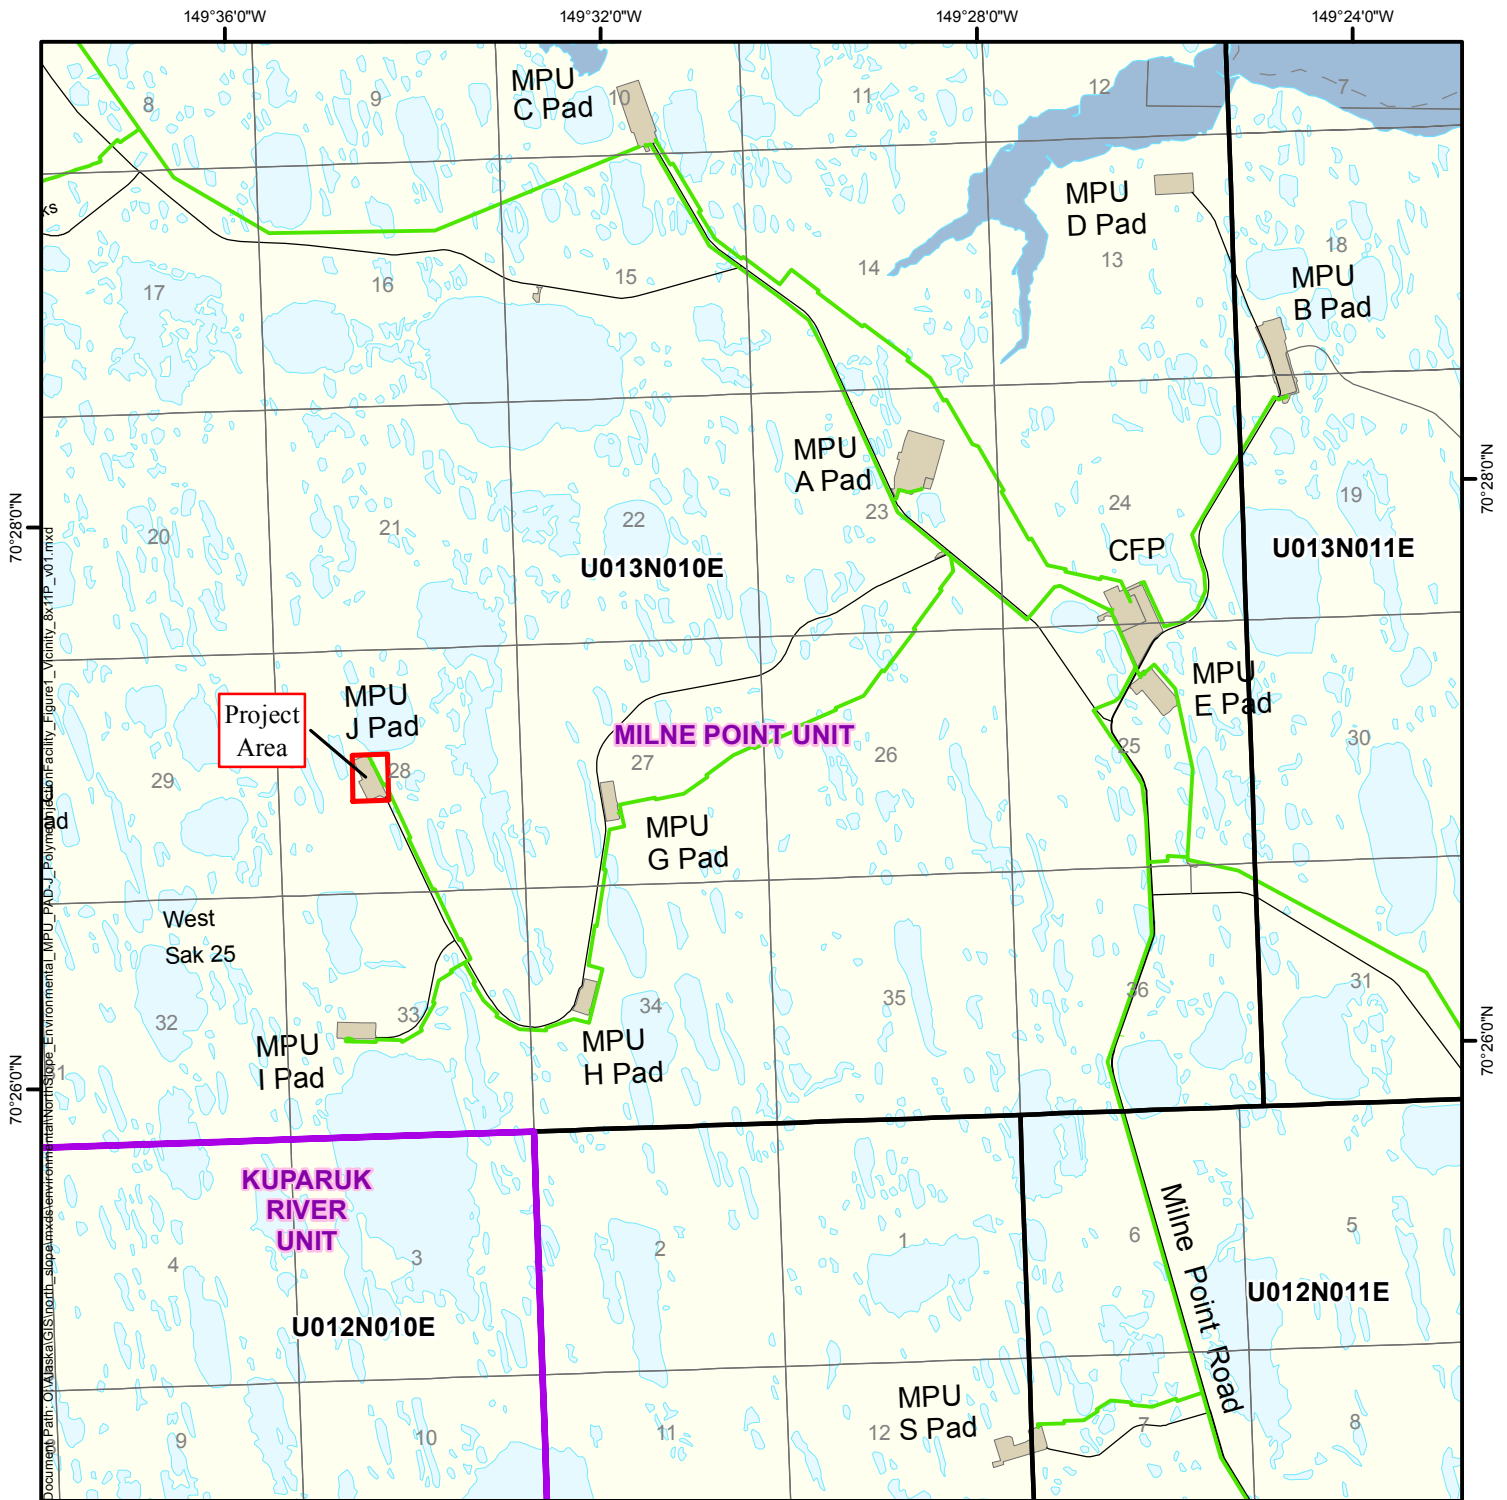 149°36'0"W
149°32'0"W
149°28'0"W
149°24'0"W
8
9
10
11
12
7
MPU
C Pad
MPU
D Pad
ks
17
16
15
14
13
18
MPU
B Pad
MPU
A Pad
70°28'0"N
70°28'0"N
20
21
22
23
24
19
CFP
U013N010E
U013N011E
MPU
J Pad
Project
Area
MPU
E Pad
MILNE POINT UNIT
29
28
27
26
25
30
ad
MPU
G Pad
West
Sak 25
32
33
34
35
36
31
MPU
I Pad
MPU
H Pad
70°26'0"N
70°26'0"N
KUPARUK
RIVER
UNIT
4
3
2
1
6
5
Milne Point Road
U012N010E
U012N011E
MPU
S Pad
9
10
11
12
7
8